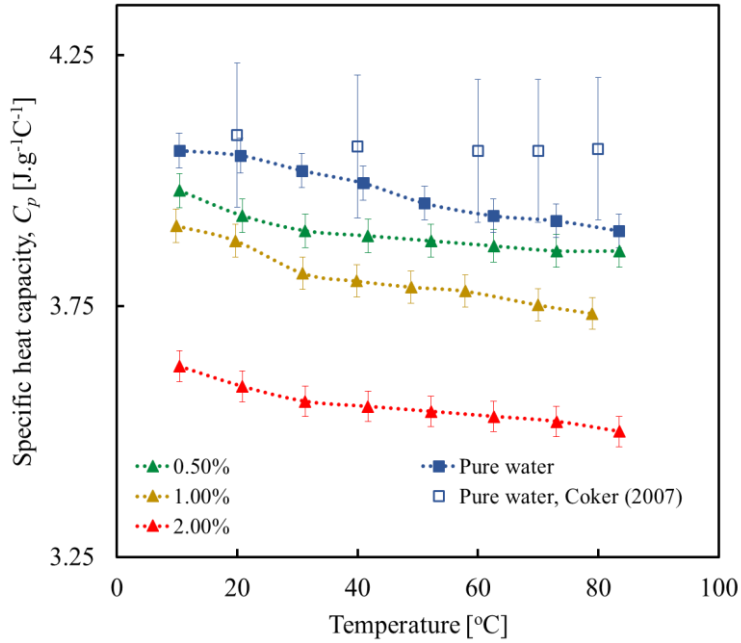 4.25
3.75
3.25
Specific heat capacity, Cp [J.g-1C-1]
0.50%
1.00%
2.00%
Pure water
Pure water, Coker (2007)
0 20 40 60 80 100
Temperature [oC]